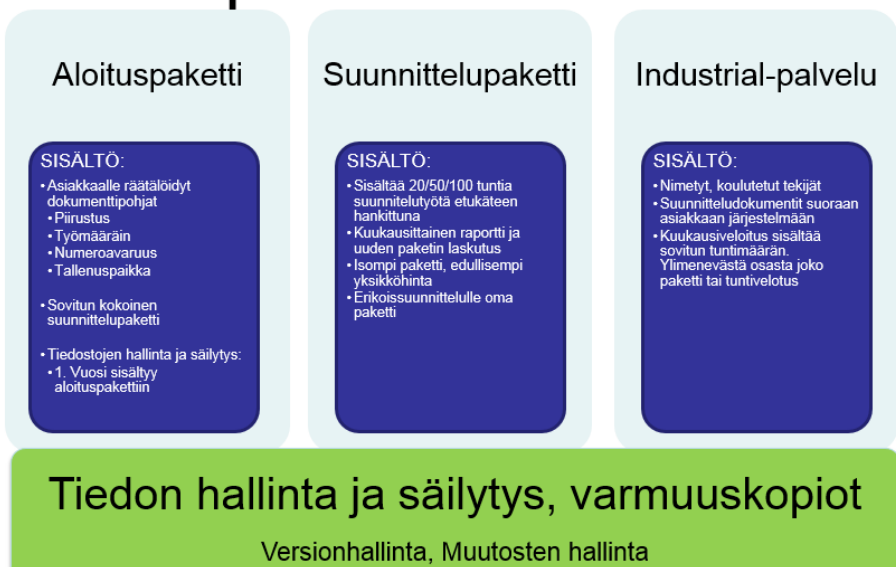 Aloituspaketti
SISÄLTÖ:
•Asiakkaalle räätälöidyt
dokumenttipohjat
•Piirustus
•Työmääräin
•Numeroavaruus
•Tallenuspaikka
•Sovitun kokoinen
suunnittelupaketti
•Tiedostojen hallinta ja säilytys:
•1. Vuosi sisältyy
aloituspakettiin
Suunnittelupaketti
SISÄLTÖ:
•Sisältää 20/50/100 tuntia
suunnitelutyötä etukäteen
hankittuna
•Kuukausittainen raportti ja
uuden paketin laskutus
•Isompi paketti, edullisempi
yksikköhinta
•Erikoissuunnittelulle oma
paketti
Industrial-palvelu
SISÄLTÖ:
•Nimetyt, koulutetut tekijät
•Suunnitteludokumentit suoraan
asiakkaan järjestelmään
•Kuukausiveloitus sisältää
sovitun tuntimäärän.
Ylimenevästä osasta joko
paketti tai tuntivelotus
Tiedon hallinta ja säilytys, varmuuskopiot
Versionhallinta, Muutosten hallinta